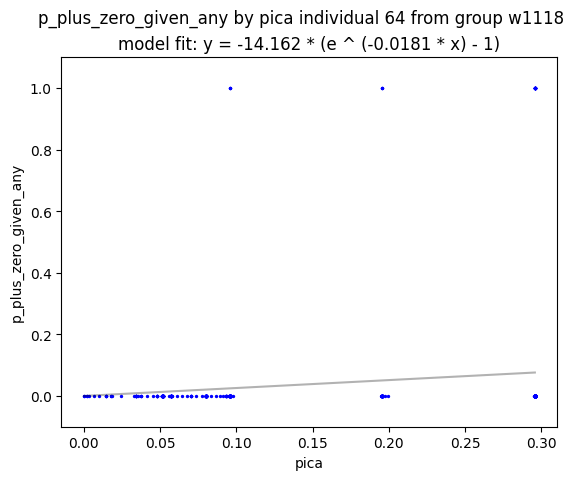 p_plus_zero_given_any by pica individual 64 from group w1118
model fit: y = -14.162 * (e ^ (-0.0181 * x) - 1)
1.0
0.8
0.6
0.4
0.2
0.0
p_plus_zero_given_any
0.00 0.05 0.10 0.15 0.20 0.25 0.30
pica